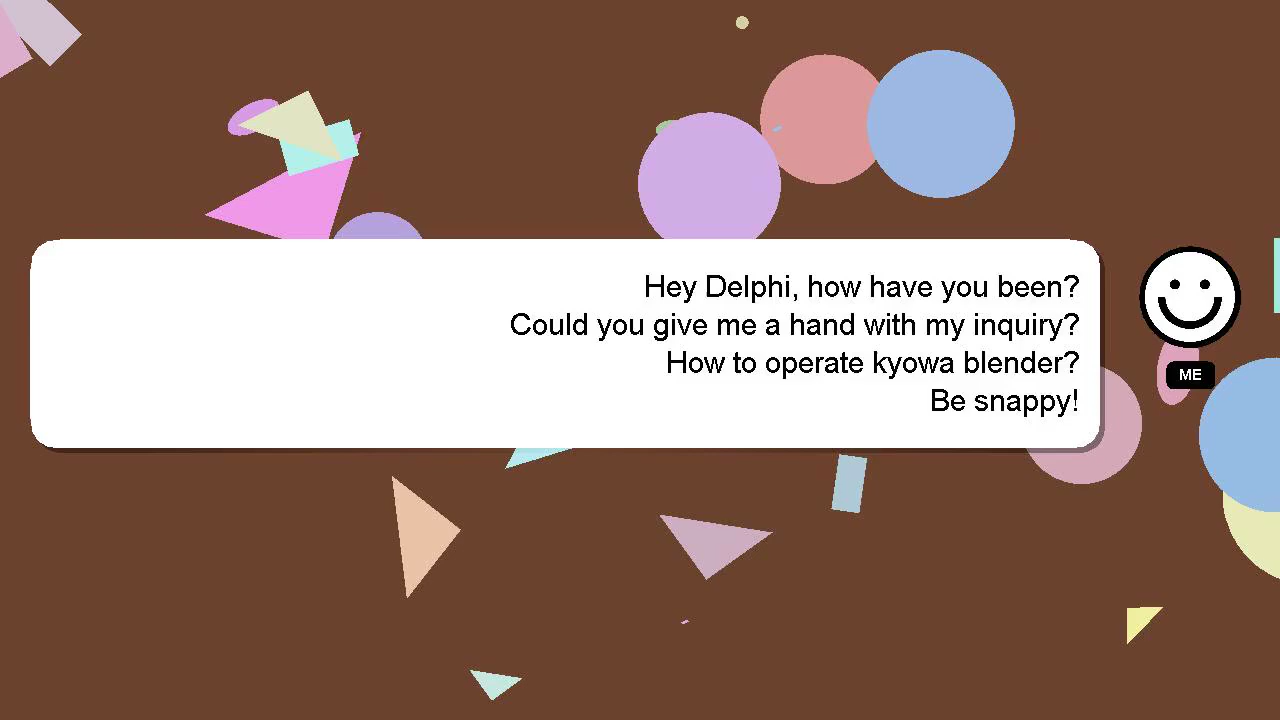 Hey Delphi, how have you been?
Could you give me a hand with my inquiry?
How to operate kyowa blender?
Be snappy!
ME